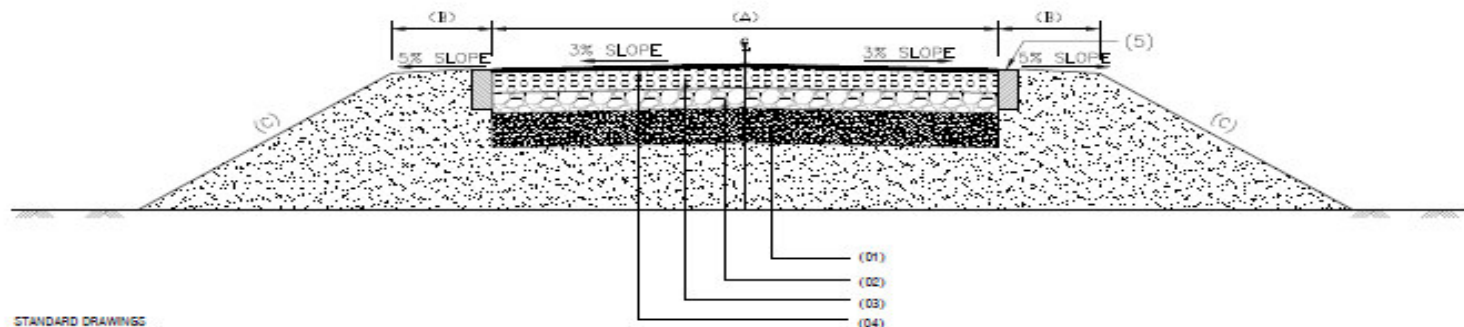 (B) (A) (B)
5% SLOPE 3% SLOPE ℄ 3% SLOPE 5% SLOPE (5)
(C) (C)
(01)
(02)
(03)
(04)
STANDARD DRAWINGS